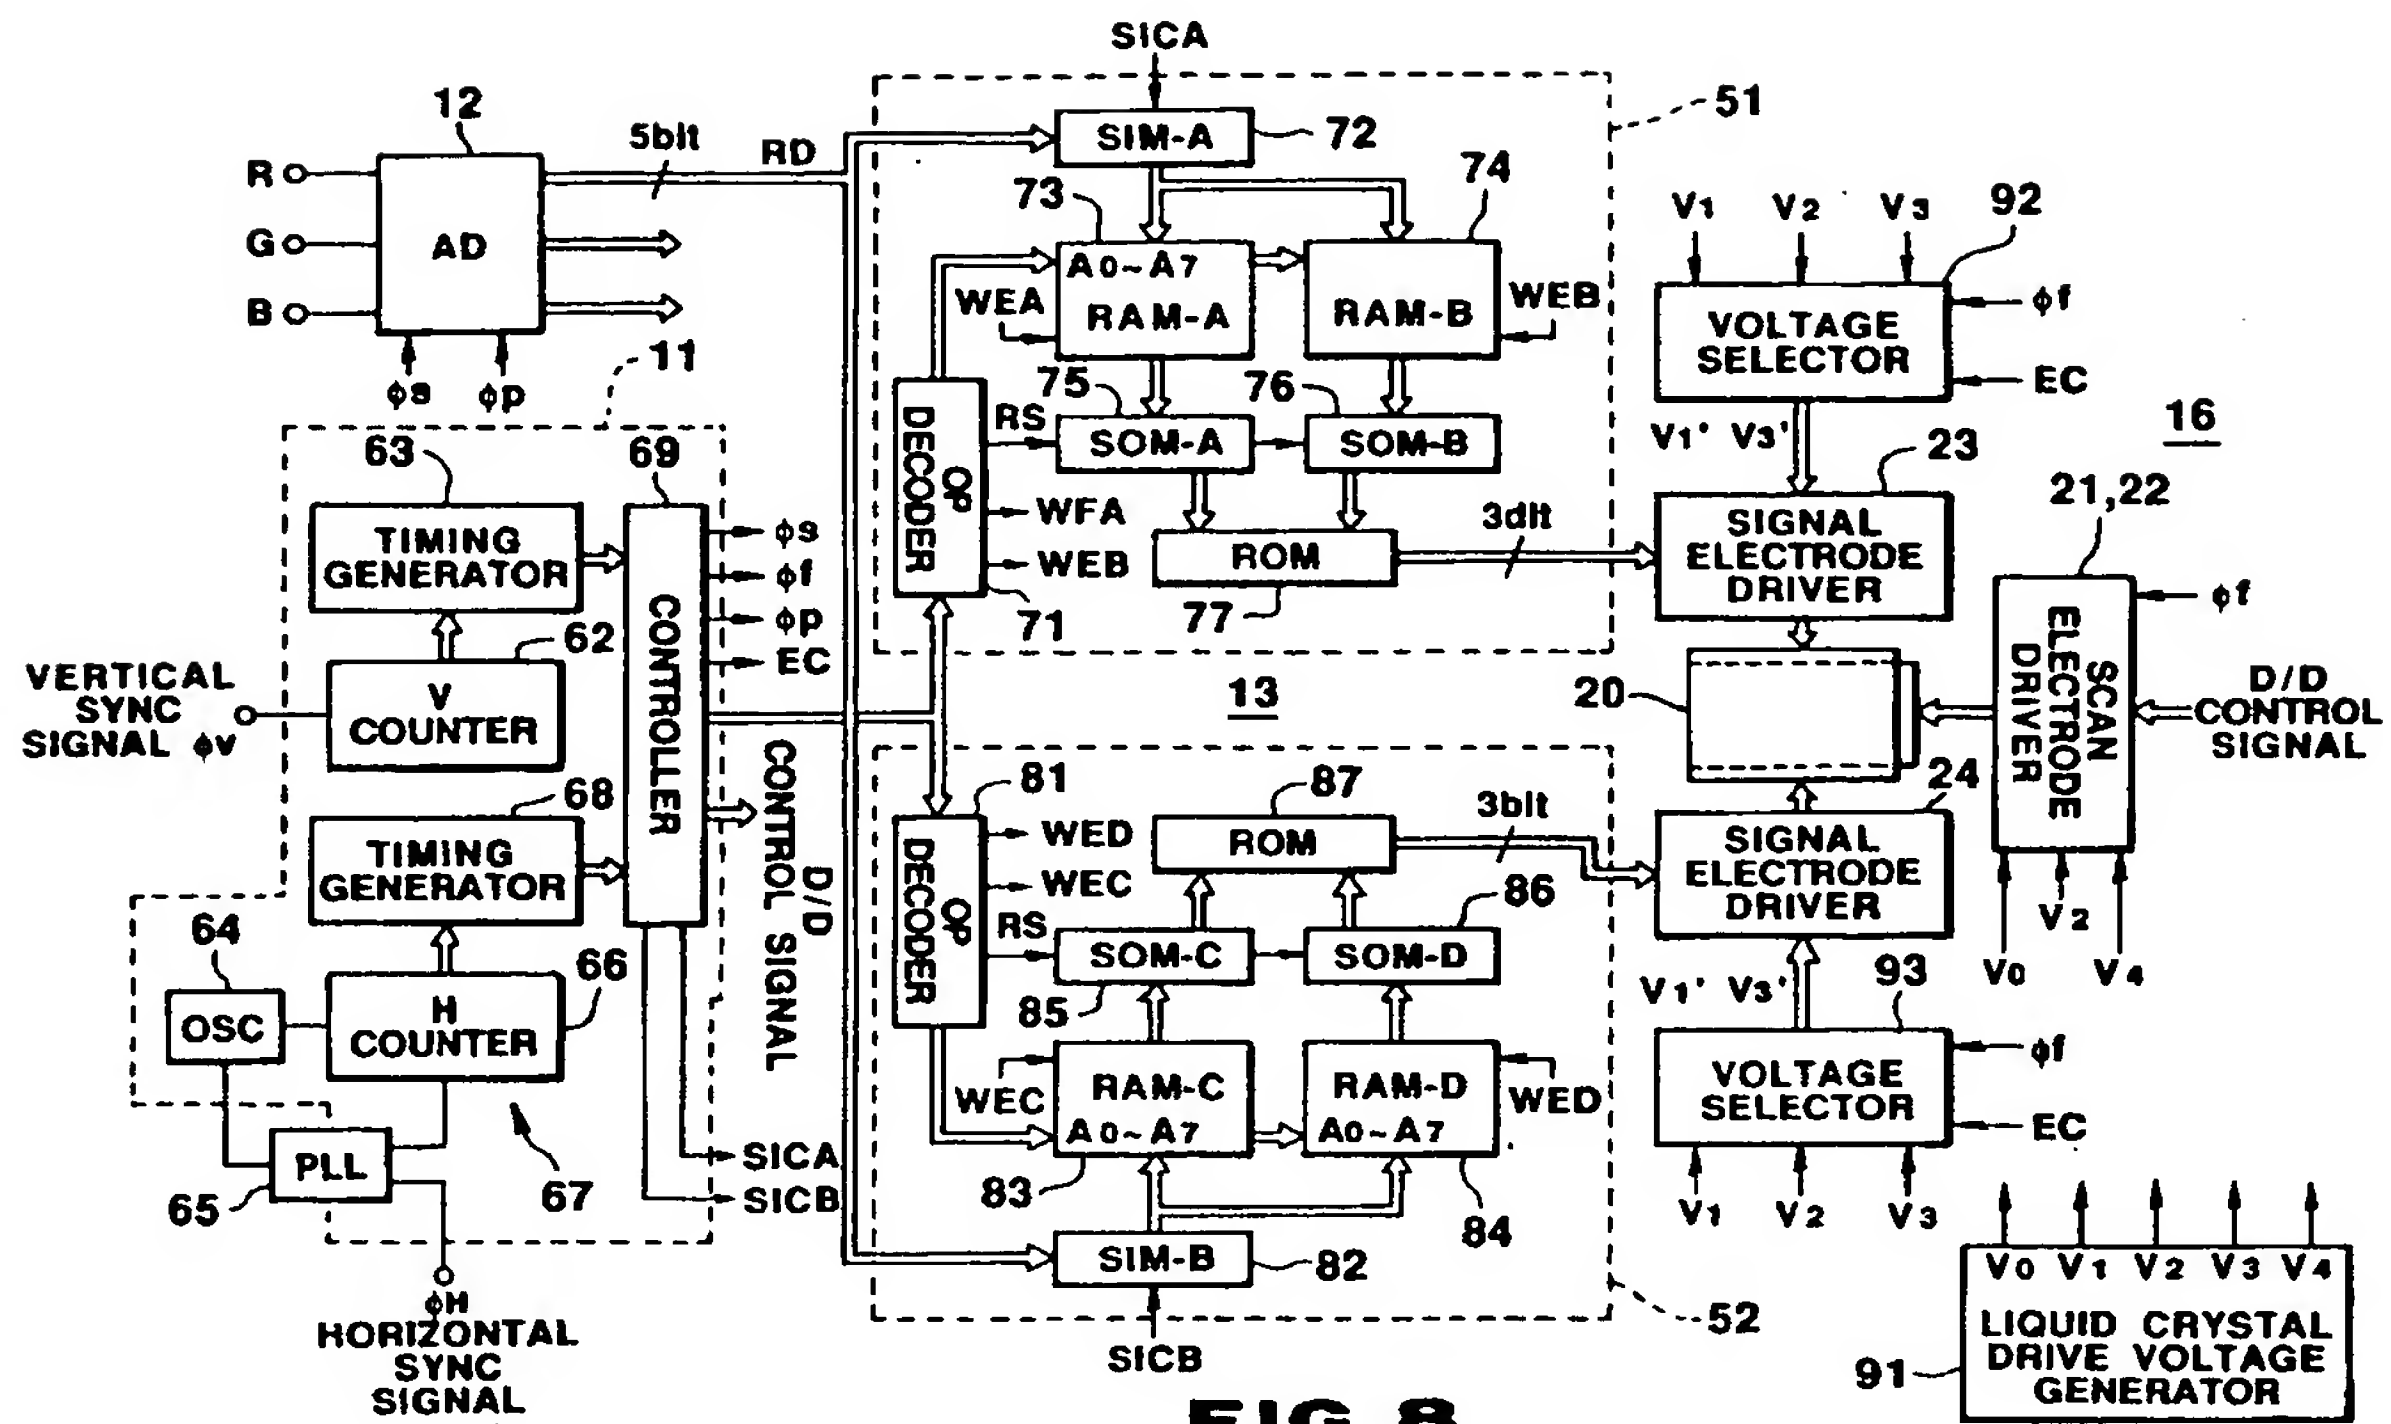 SICA
12
5bit
RD
R
G
B
AD
φs
φp
11
51
SIM-A
72
73
74
A0~A7
RAM-A
RAM-B
WEA
WEB
75
76
RS
SOM-A
SOM-B
OP
DECODER
WFA
WEB
71
ROM
77
3dit
V1
V2
V3
92
VOLTAGE
SELECTOR
φf
EC
V1' V3'
16
23
SIGNAL
ELECTRODE
DRIVER
21,22
SCAN
ELECTRODE
DRIVER
φf
D/D
CONTROL
SIGNAL
20
V0
V2
V4
63
69
TIMING
GENERATOR
62
V
COUNTER
VERTICAL
SYNC
SIGNAL φv
CONTROLLER
φs
φf
φp
EC
D/D
CONTROL SIGNAL
68
TIMING
GENERATOR
64
OSC
66
H
COUNTER
PLL
65
67
SICA
SICB
φH
HORIZONTAL
SYNC
SIGNAL
13
81
OP
DECODER
WED
WEC
RS
87
ROM
3bit
86
SOM-C
SOM-D
85
WEC
RAM-C
A0~A7
RAM-D
A0~A7
WED
83
84
SIM-B
82
SICB
52
24
SIGNAL
ELECTRODE
DRIVER
V1' V3'
93
VOLTAGE
SELECTOR
φf
EC
V1
V2
V3
V0 V1 V2 V3 V4
LIQUID CRYSTAL
DRIVE VOLTAGE
GENERATOR
91
FIG.8